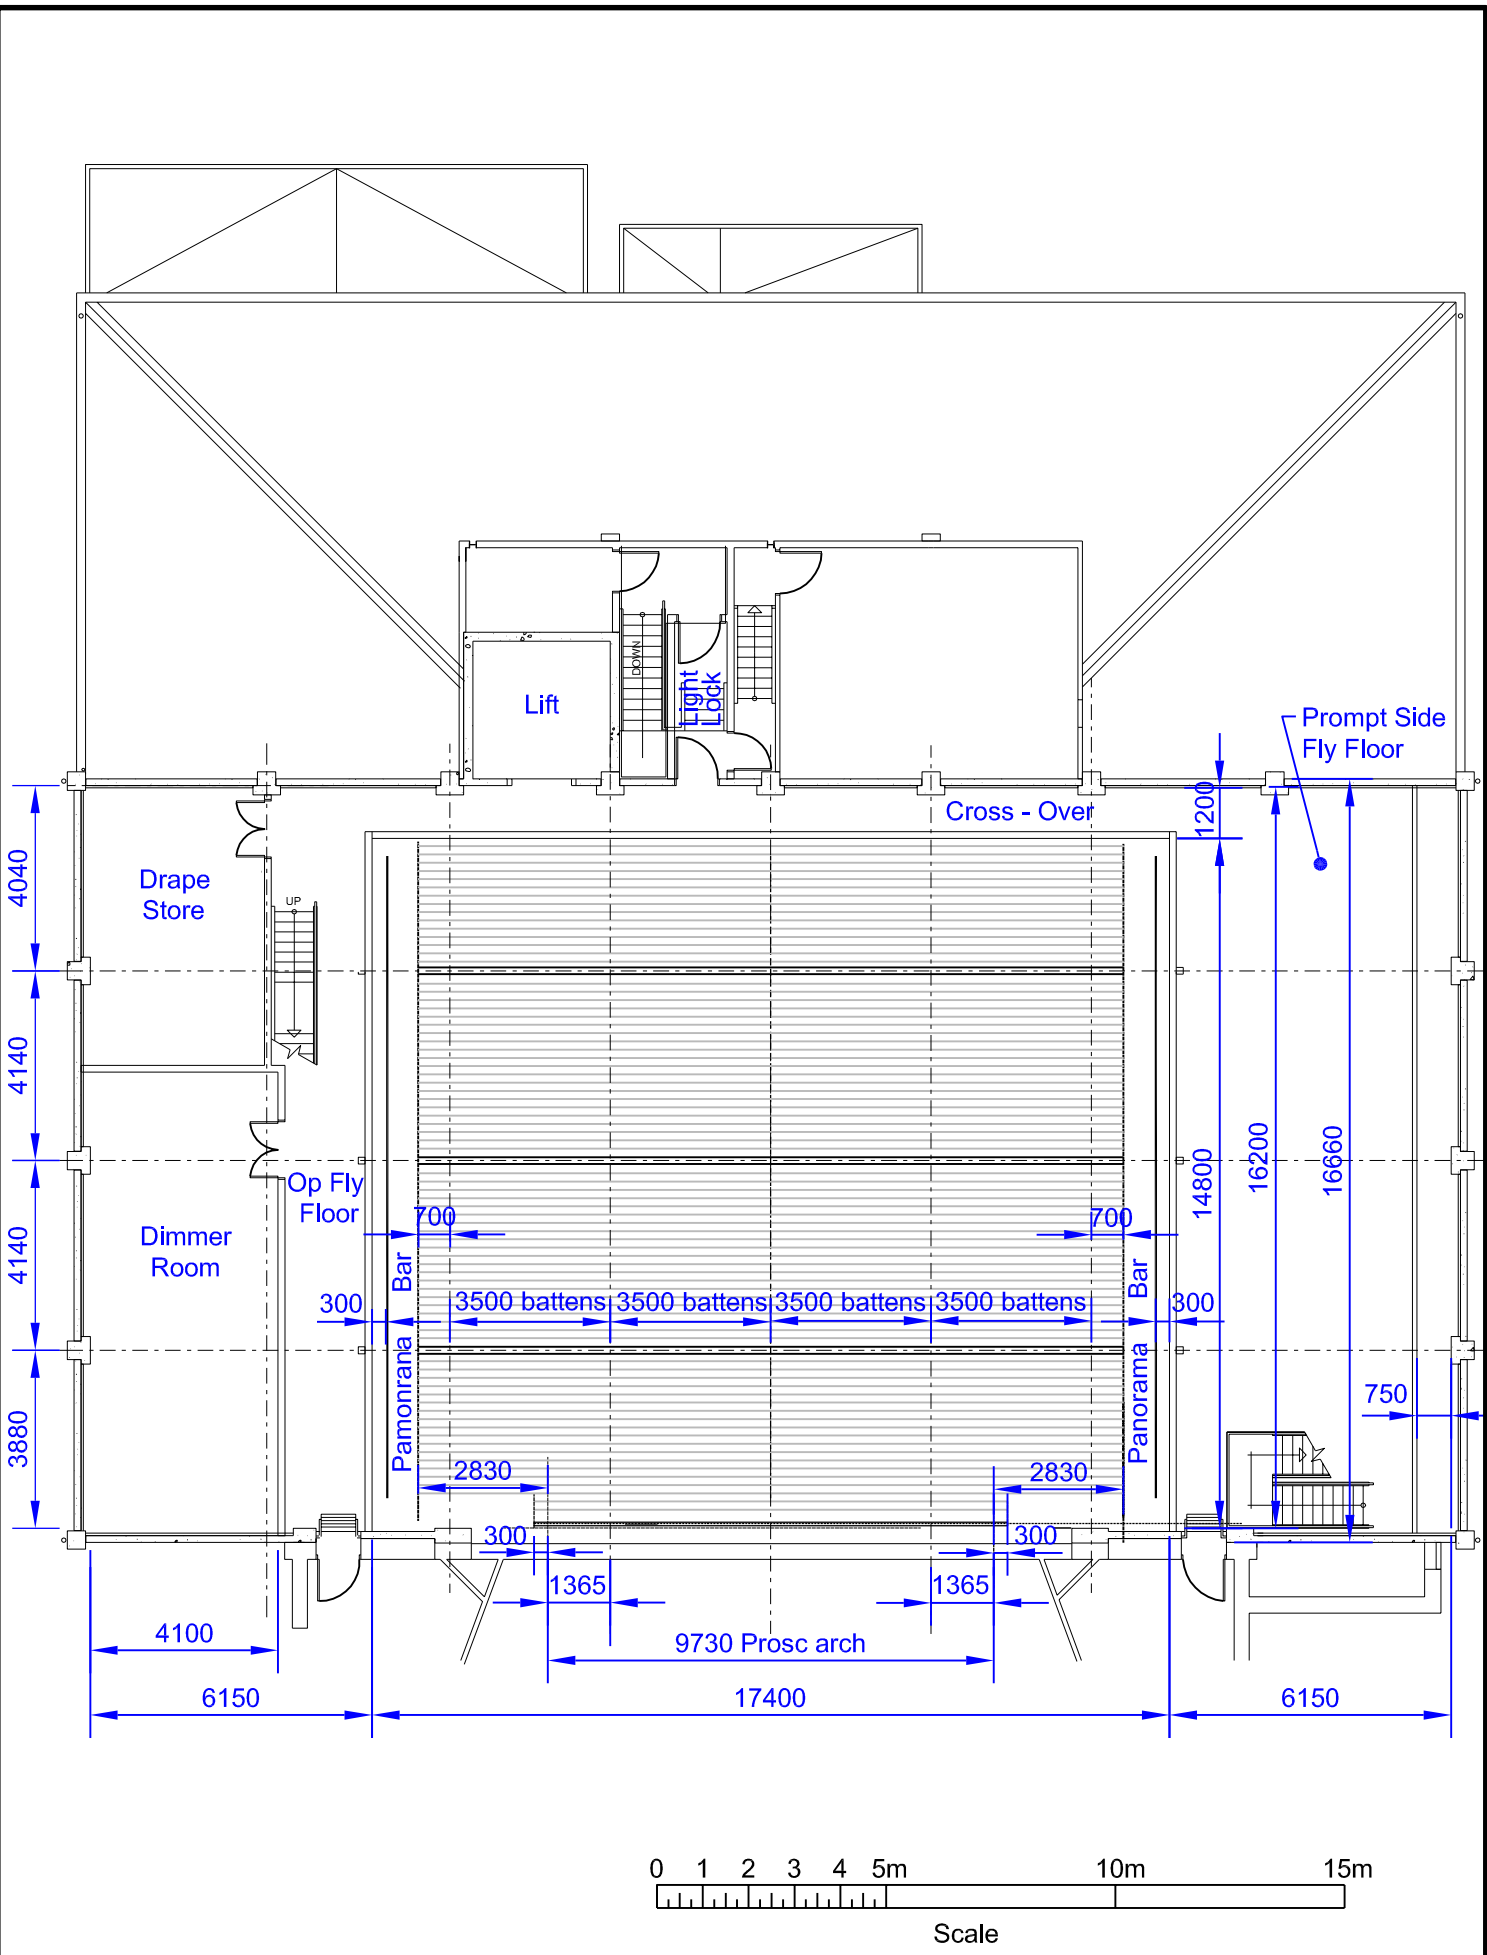 DOWN
Light
Lock
Lift
Prompt Side
Fly Floor
Cross - Over
1200
Drape
Store
UP
4040
4140
4140
3880
Op Fly
Floor
Dimmer
Room
700
700
14800
16200
16660
Pamonrana Bar
Panorama Bar
300
3500 battens
3500 battens
3500 battens
3500 battens
300
750
2830
2830
300
300
1365
1365
4100
9730 Prosc arch
6150
17400
6150
0 1 2 3 4 5m 10m 15m
Scale